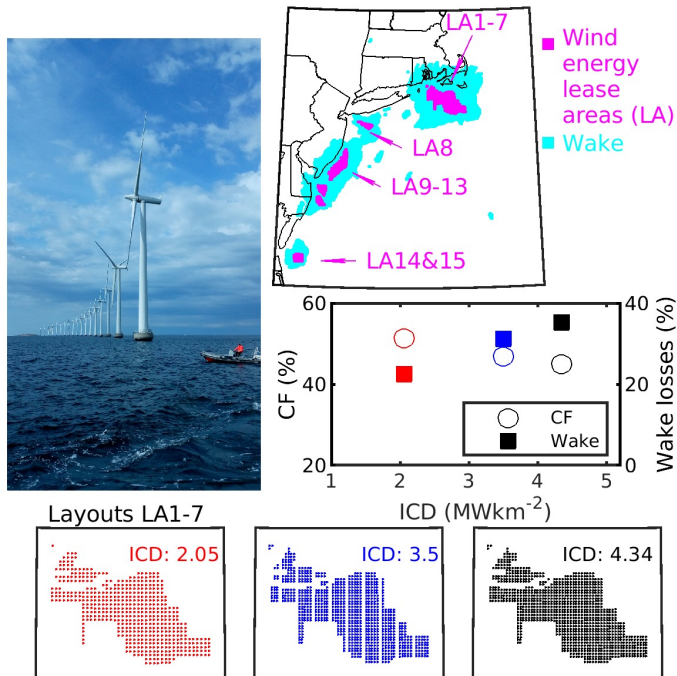 LA1-7
Wind
energy
lease
areas (LA)
Wake
LA8
LA9-13
LA14&15
60
40
20
CF (%)
40
20
0
Wake losses (%)
CF
Wake
1 2 3 4 5
ICD (MWkm-2)
Layouts LA1-7
ICD: 2.05
ICD: 3.5
ICD: 4.34